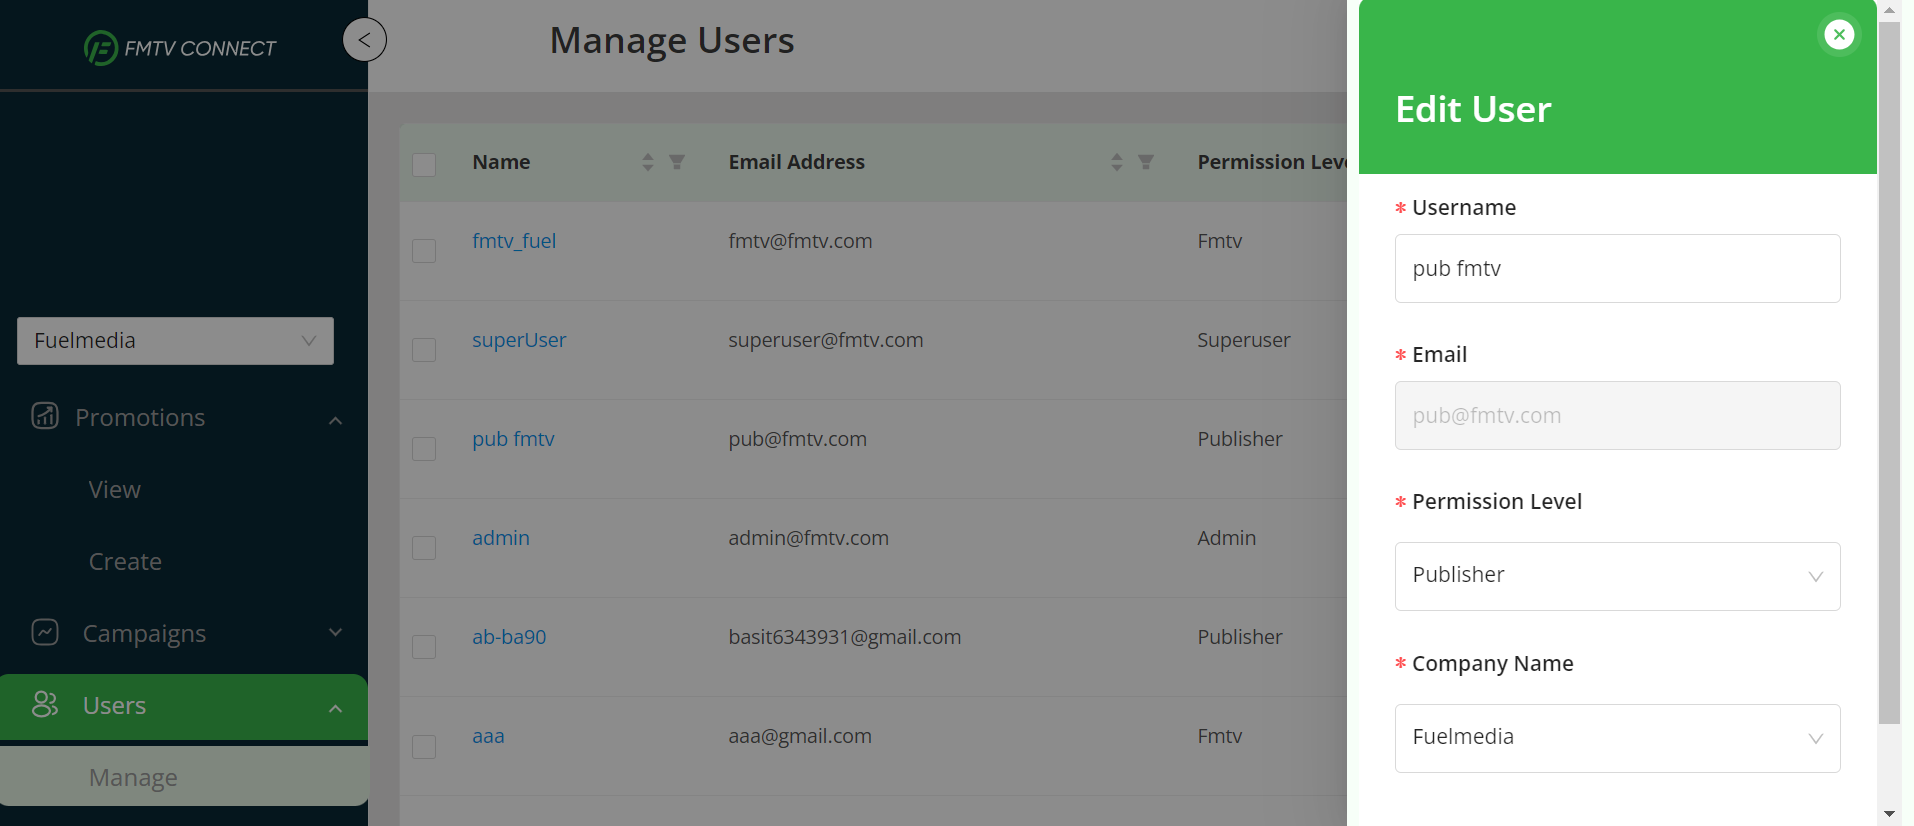 FMTV CONNECT
Fuelmedia
Promotions
View
Create
Campaigns
Users
Manage
Manage Users
Name Email Address Permission Leve
fmtv_fuel fmtv@fmtv.com Fmtv
superUser superuser@fmtv.com Superuser
pub fmtv pub@fmtv.com Publisher
admin admin@fmtv.com Admin
ab-ba90 basit6343931@gmail.com Publisher
aaa aaa@gmail.com Fmtv
Edit User
* Username
pub fmtv
* Email
pub@fmtv.com
* Permission Level
Publisher
* Company Name
Fuelmedia